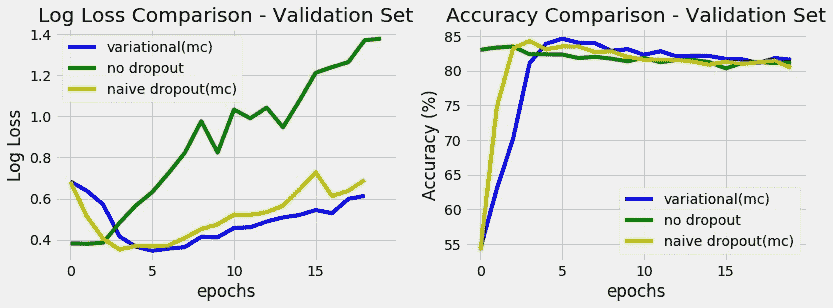 Log Loss Comparison - Validation Set
1.4
1.2
1.0
0.8
0.6
0.4
Log Loss
variational(mc)
no dropout
naive dropout(mc)
0 5 10 15
epochs
Accuracy Comparison - Validation Set
85
80
75
70
65
60
55
Accuracy (%)
variational(mc)
no dropout
naive dropout(mc)
0 5 10 15
epochs